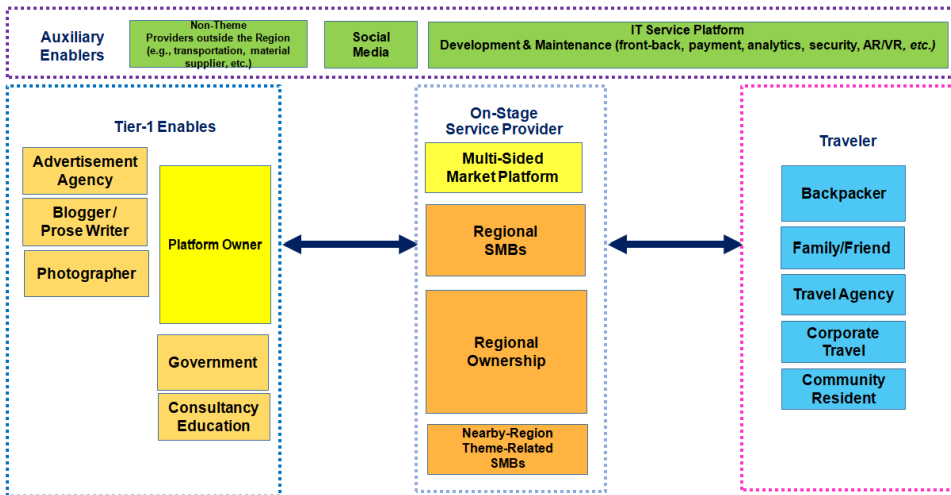 Auxiliary
Enablers
Non-Theme
Providers outside the Region
(e.g., transportation, material
supplier, etc.)
Social
Media
IT Service Platform
Development & Maintenance (front-back, payment, analytics, security, AR/VR, etc.)
Tier-1 Enables
Advertisement
Agency
Blogger /
Prose Writer
Photographer
Platform Owner
Government
Consultancy
Education
On-Stage
Service Provider
Multi-Sided
Market Platform
Regional
SMBs
Regional
Ownership
Nearby-Region
Theme-Related
SMBs
Traveler
Backpacker
Family/Friend
Travel Agency
Corporate
Travel
Community
Resident